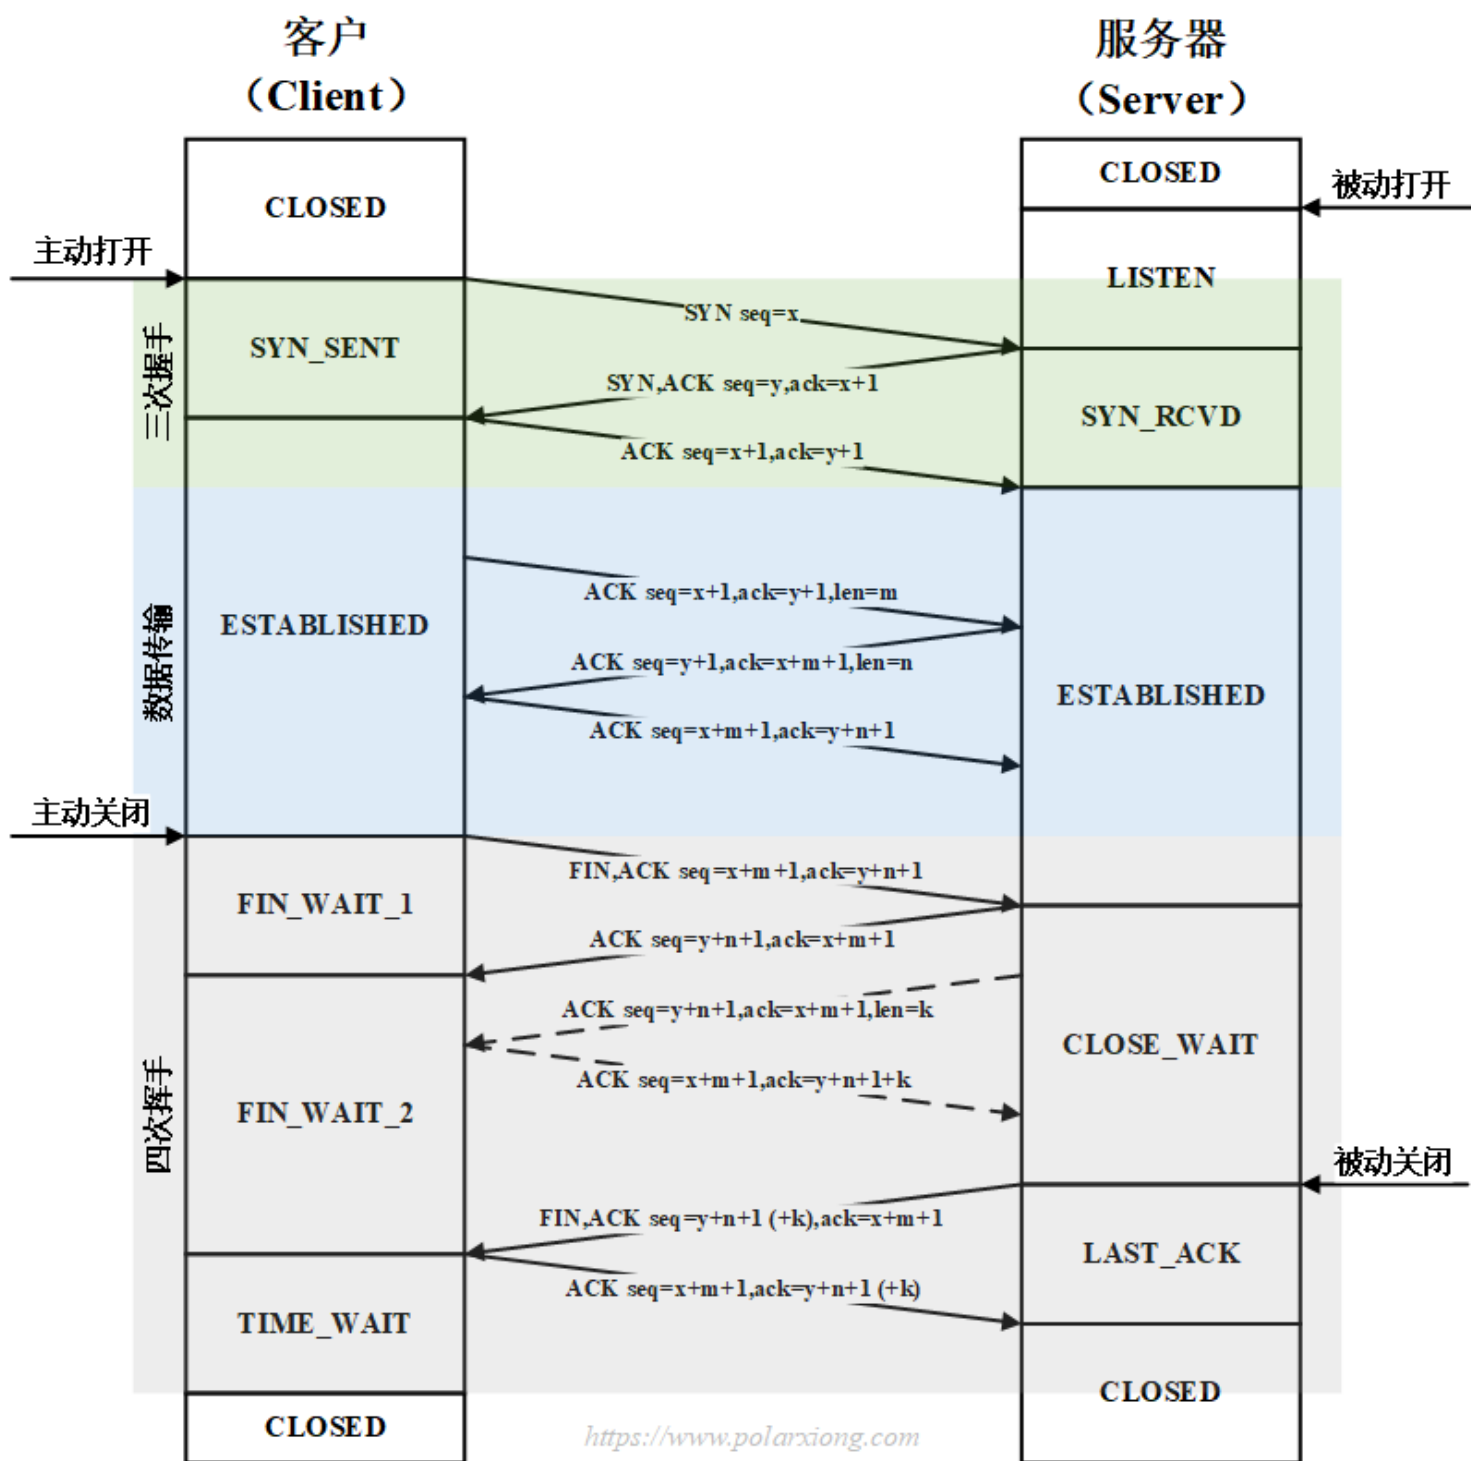 客户
（Client）
服务器
（Server）
CLOSED
CLOSED
被动打开
主动打开
LISTEN
三次握手
SYN seq=x
SYN_SENT
SYN,ACK seq=y,ack=x+1
SYN_RCVD
ACK seq=x+1,ack=y+1
数据传输
ACK seq=x+1,ack=y+1,len=m
ESTABLISHED
ACK seq=y+1,ack=x+m+1,len=n
ESTABLISHED
ACK seq=x+m+1,ack=y+n+1
主动关闭
四次挥手
FIN,ACK seq=x+m+1,ack=y+n+1
FIN_WAIT_1
ACK seq=y+n+1,ack=x+m+1
ACK seq=y+n+1,ack=x+m+1,len=k
CLOSE_WAIT
ACK seq=x+m+1,ack=y+n+1+k
FIN_WAIT_2
被动关闭
FIN,ACK seq=y+n+1 (+k),ack=x+m+1
LAST_ACK
ACK seq=x+m+1,ack=y+n+1 (+k)
TIME_WAIT
CLOSED
CLOSED
https://www.polarxiong.com